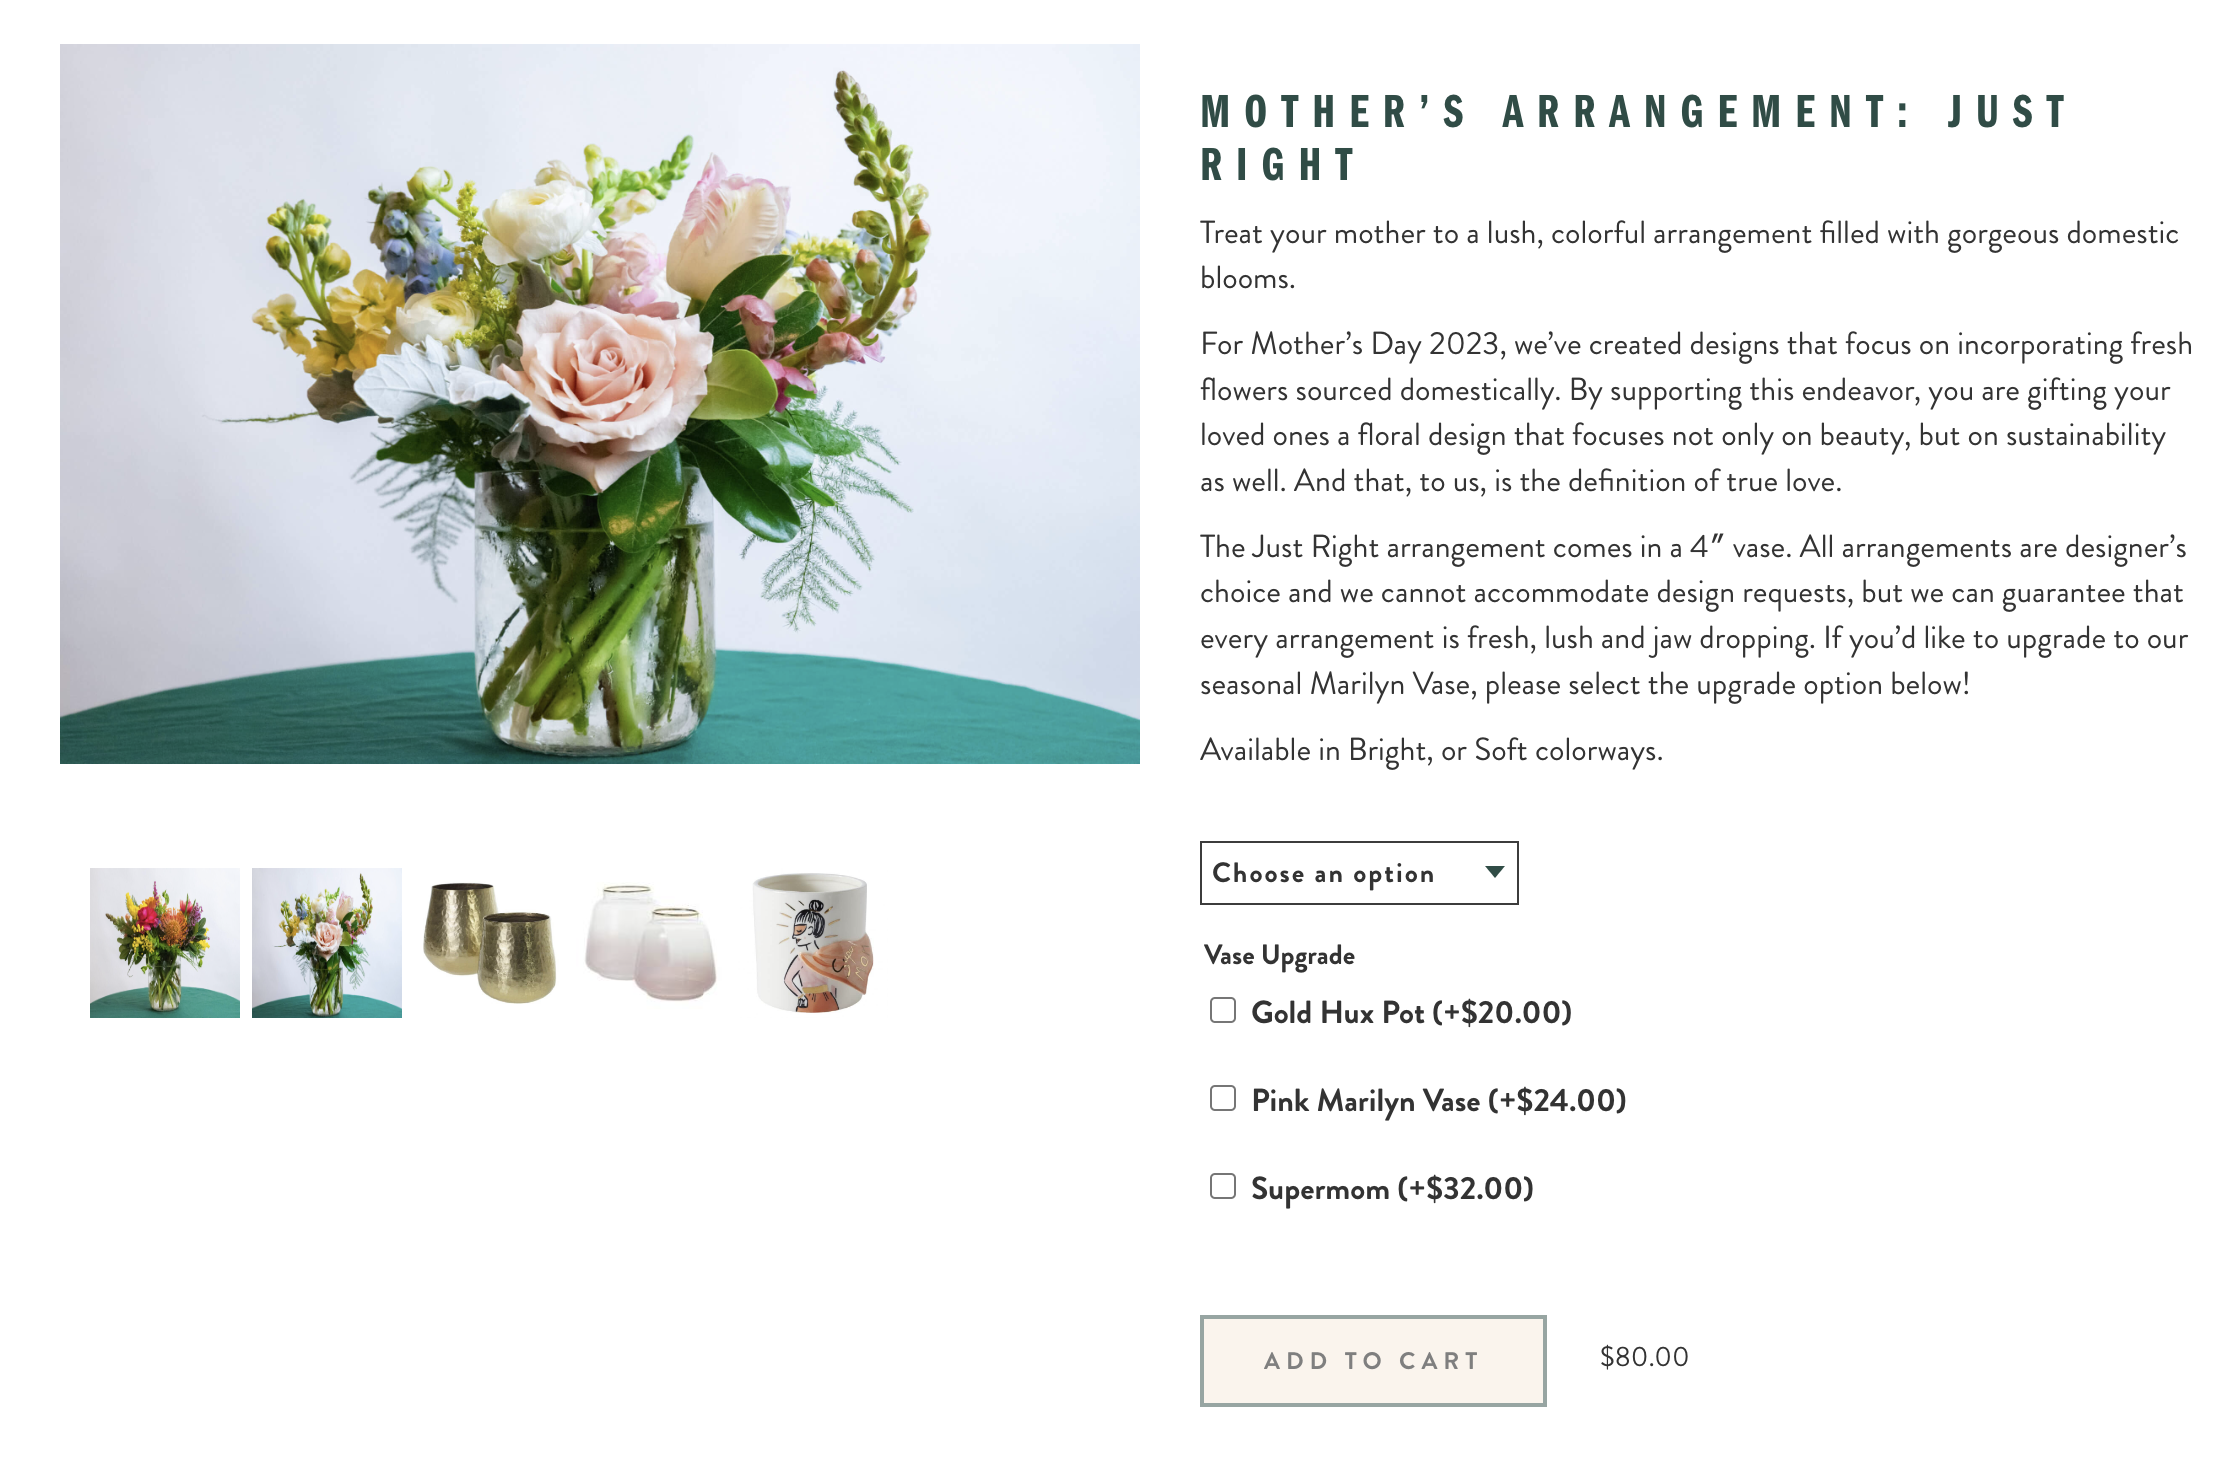 MOTHER’S ARRANGEMENT: JUST
RIGHT
Treat your mother to a lush, colorful arrangement filled with gorgeous domestic
blooms.
For Mother’s Day 2023, we’ve created designs that focus on incorporating fresh
flowers sourced domestically. By supporting this endeavor, you are gifting your
loved ones a floral design that focuses not only on beauty, but on sustainability
as well. And that, to us, is the definition of true love.
The Just Right arrangement comes in a 4″ vase. All arrangements are designer’s
choice and we cannot accommodate design requests, but we can guarantee that
every arrangement is fresh, lush and jaw dropping. If you’d like to upgrade to our
seasonal Marilyn Vase, please select the upgrade option below!
Available in Bright, or Soft colorways.
Choose an option
Vase Upgrade
Gold Hux Pot (+$20.00)
Pink Marilyn Vase (+$24.00)
Supermom (+$32.00)
ADD TO CART
$80.00